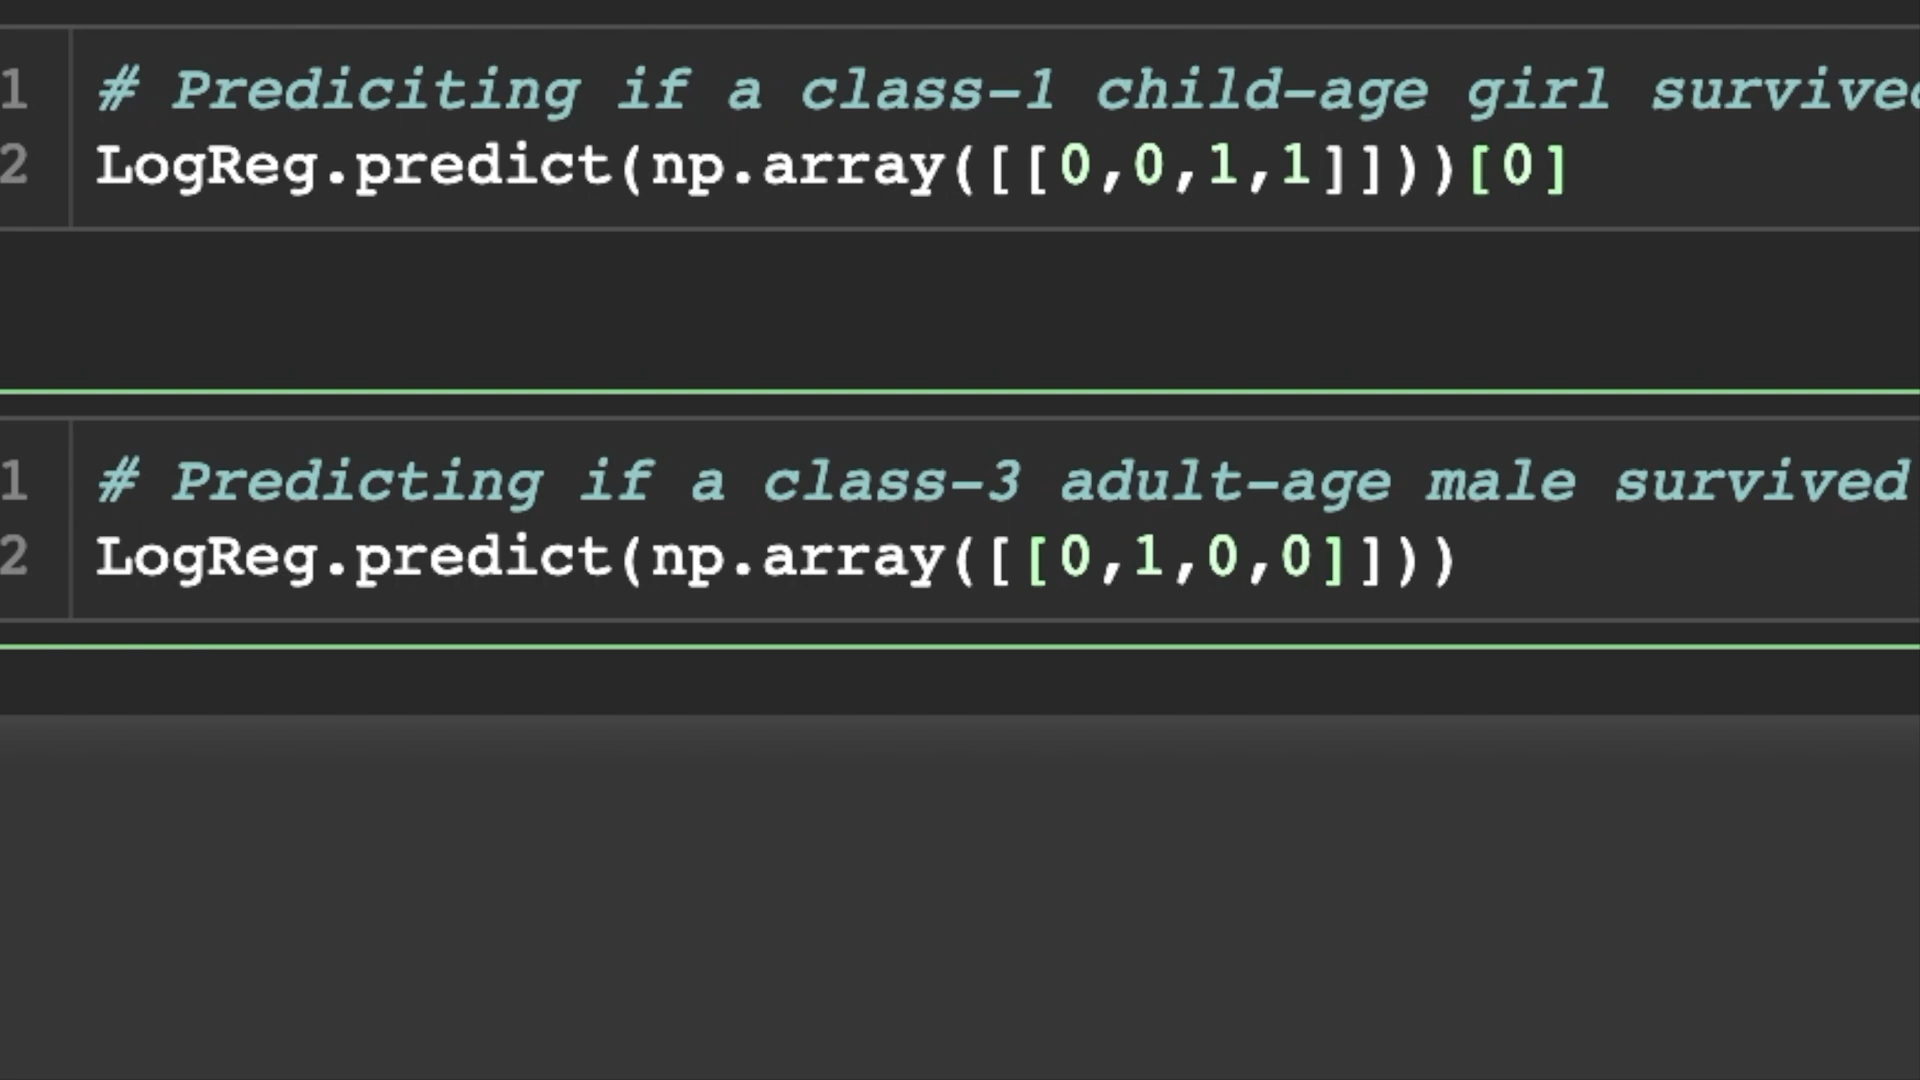 1 # Prediciting if a class-1 child-age girl survived
2 LogReg.predict(np.array([[0,0,1,1]]))[0]
1 # Predicting if a class-3 adult-age male survived
2 LogReg.predict(np.array([[0,1,0,0]]))